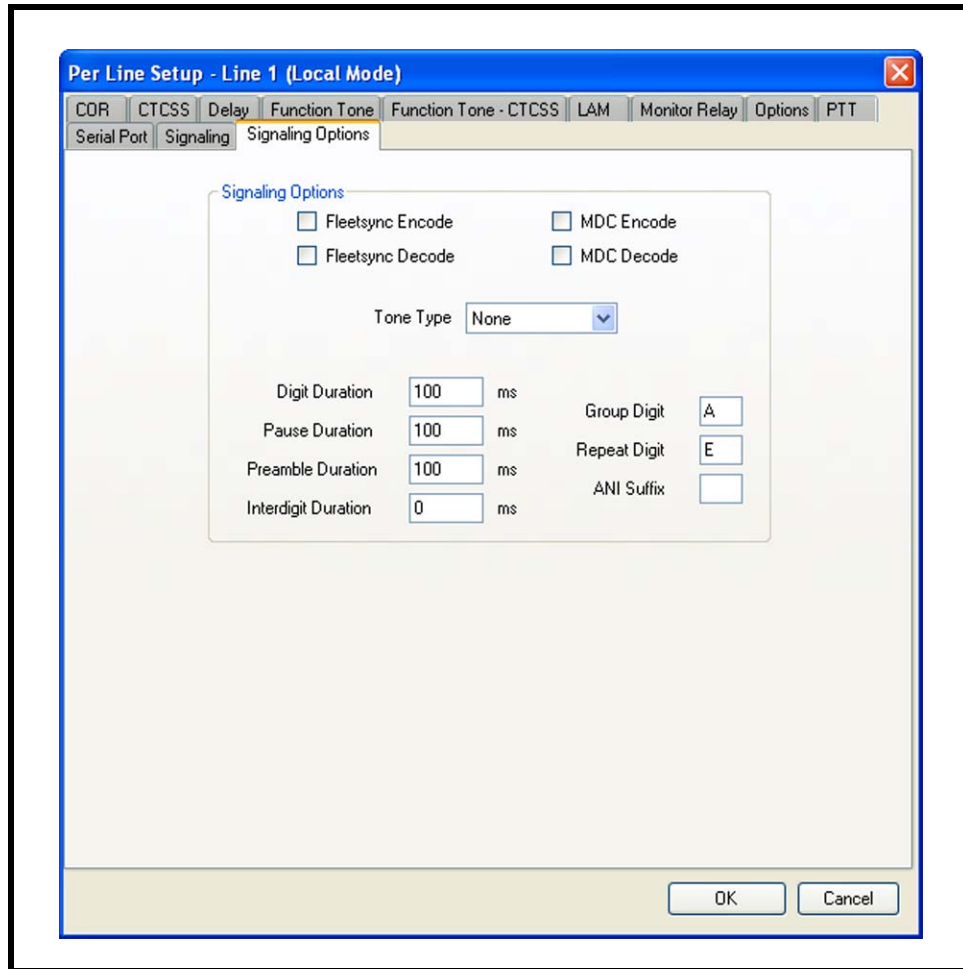 Per Line Setup - Line 1 (Local Mode)
COR CTCSS Delay Function Tone Function Tone - CTCSS LAM Monitor Relay Options PTT
Serial Port Signaling Signaling Options
Signaling Options
Fleetsync Encode MDC Encode
Fleetsync Decode MDC Decode
Tone Type None
Digit Duration 100 ms
Group Digit A
Pause Duration 100 ms
Repeat Digit E
Preamble Duration 100 ms
ANI Suffix
Interdigit Duration 0 ms
OK Cancel